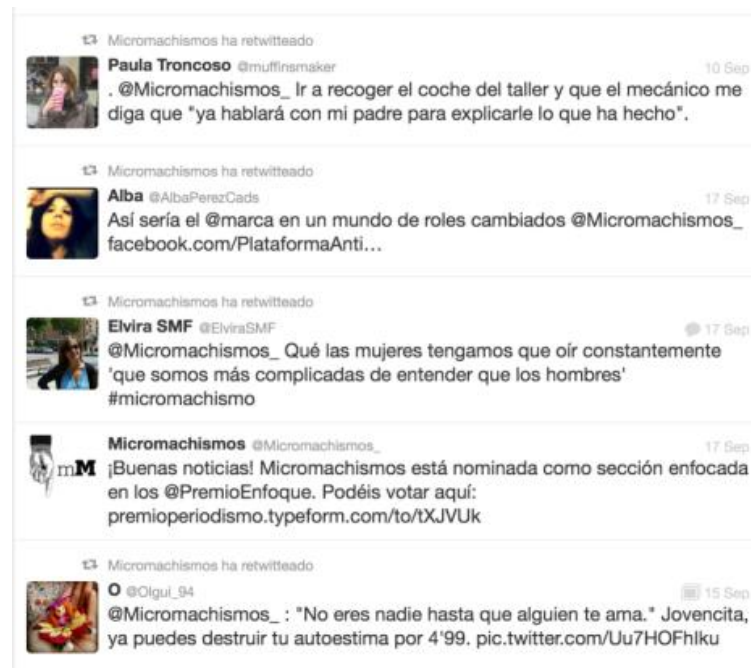 Micromachismos ha retwitteado
Paula Troncoso @muffinsmaker 10 Sep
. @Micromachismos_ Ir a recoger el coche del taller y que el mecánico me
diga que "ya hablará con mi padre para explicarle lo que ha hecho".
Micromachismos ha retwitteado
Alba @AlbaPerezCads 17 Sep
Así sería el @marca en un mundo de roles cambiados @Micromachismos_
facebook.com/PlataformaAnti...
Micromachismos ha retwitteado
Elvira SMF @ElviraSMF 17 Sep
@Micromachismos_ Qué las mujeres tengamos que oír constantemente
'que somos más complicadas de entender que los hombres'
#micromachismo
mM
Micromachismos @Micromachismos_ 17 Sep
¡Buenas noticias! Micromachismos está nominada como sección enfocada
en los @PremioEnfoque. Podéis votar aquí:
premioperiodismo.typeform.com/to/tXJVUk
Micromachismos ha retwitteado
O @Olgui_94 15 Sep
@Micromachismos_ : "No eres nadie hasta que alguien te ama." Jovencita,
ya puedes destruir tu autoestima por 4'99. pic.twitter.com/Uu7HOFhlku